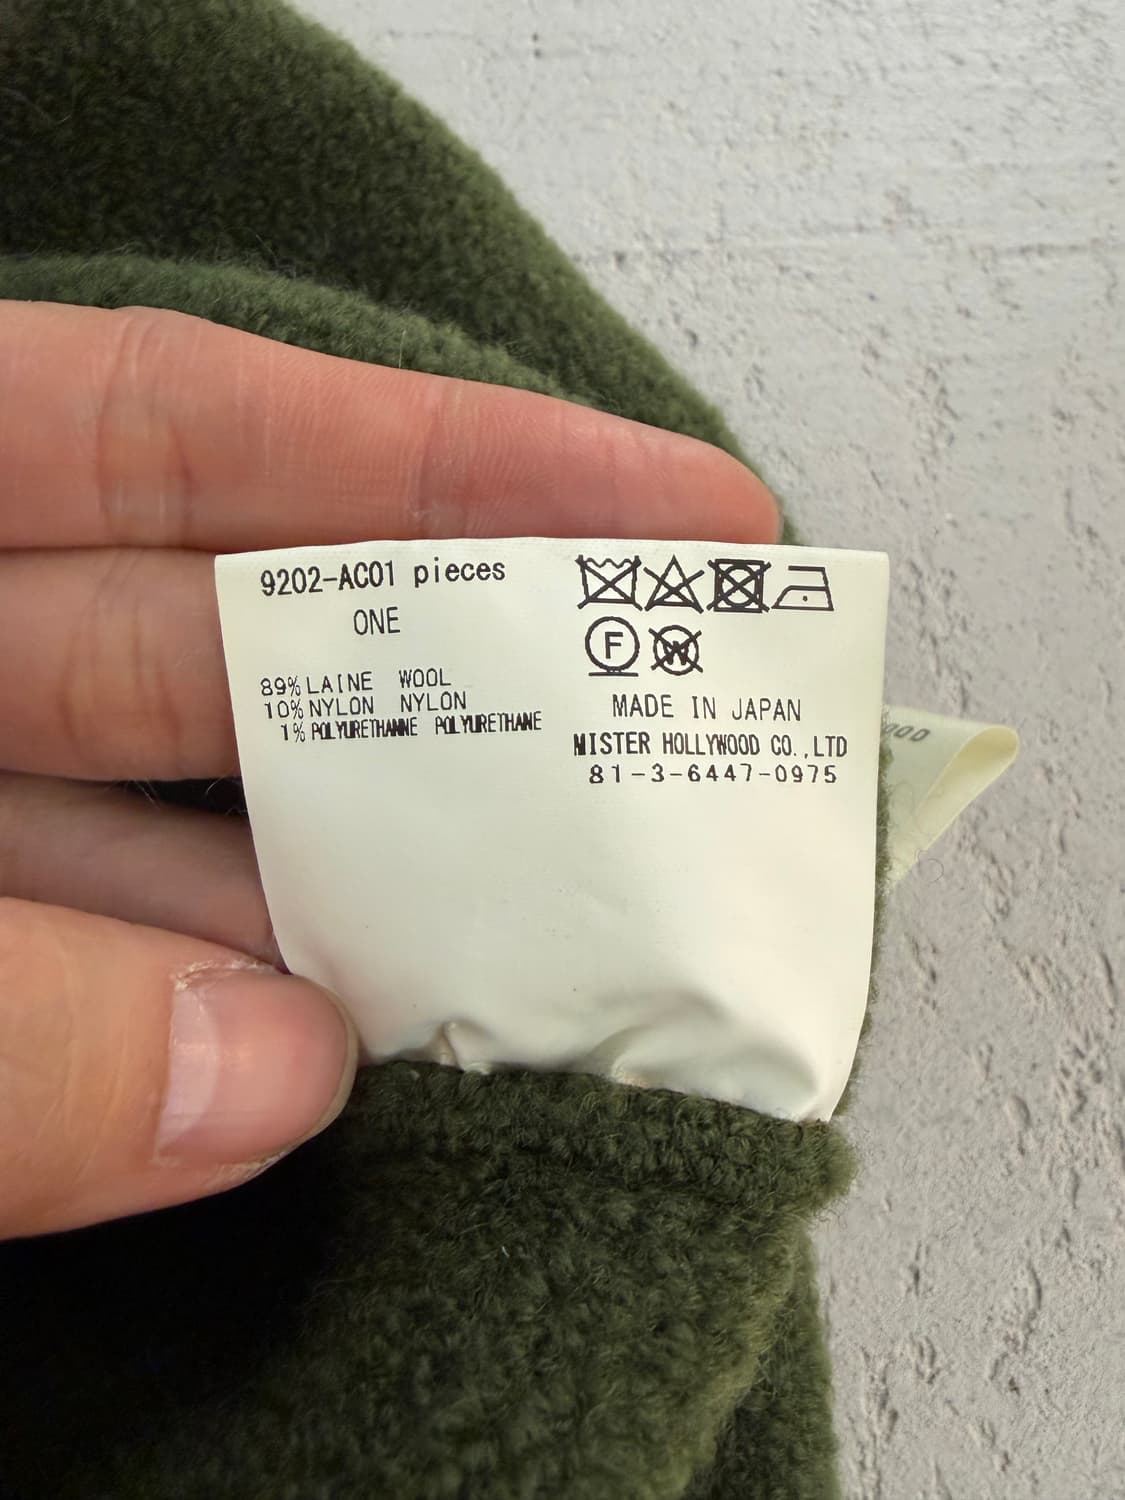 9202-AC01 pieces
ONE
89% LAINE WOOL
10% NYLON NYLON
1% POLYURETHANNE POLYURETHANE
F
W
MADE IN JAPAN
MISTER HOLLYWOOD CO.,LTD
81-3-6447-0975